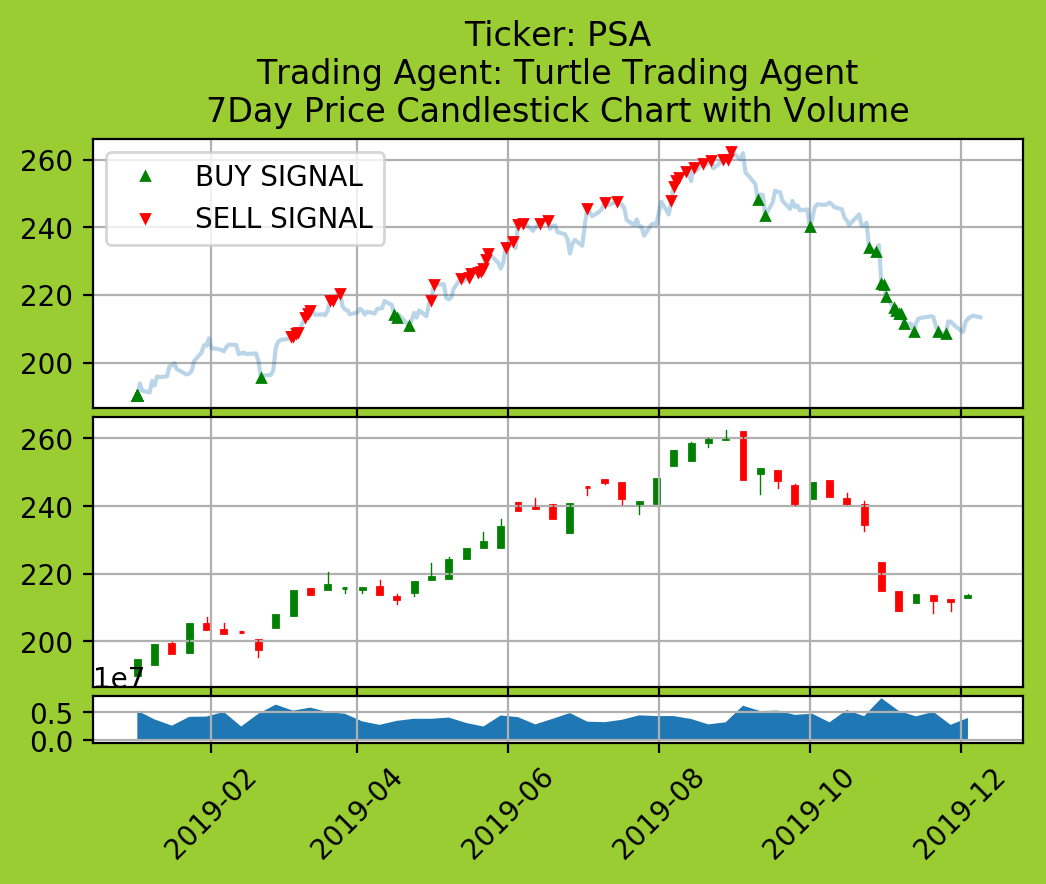 Ticker: PSA
Trading Agent: Turtle Trading Agent
7Day Price Candlestick Chart with Volume
260
240
220
200
BUY SIGNAL
SELL SIGNAL
260
240
220
200
1e7
0.5
0.0
2019-02
2019-04
2019-06
2019-08
2019-10
2019-12